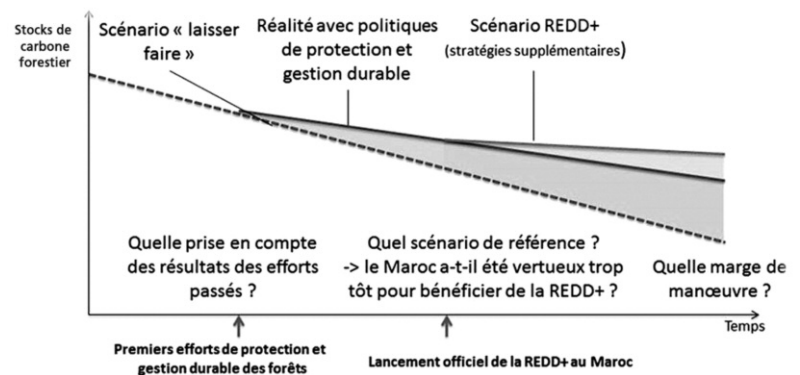 Stocks de
carbone
forestier
Scénario « laisser
faire »
Réalité avec politiques
de protection et
gestion durable
Scénario REDD+
(stratégies supplémentaires)
Quelle prise en compte
des résultats des efforts
passés ?
Quel scénario de référence ?
-> le Maroc a-t-il été vertueux trop
tôt pour bénéficier de la REDD+ ?
Quelle marge de
manœuvre ?
Temps
Premiers efforts de protection et
gestion durable des forêts
Lancement officiel de la REDD+ au Maroc